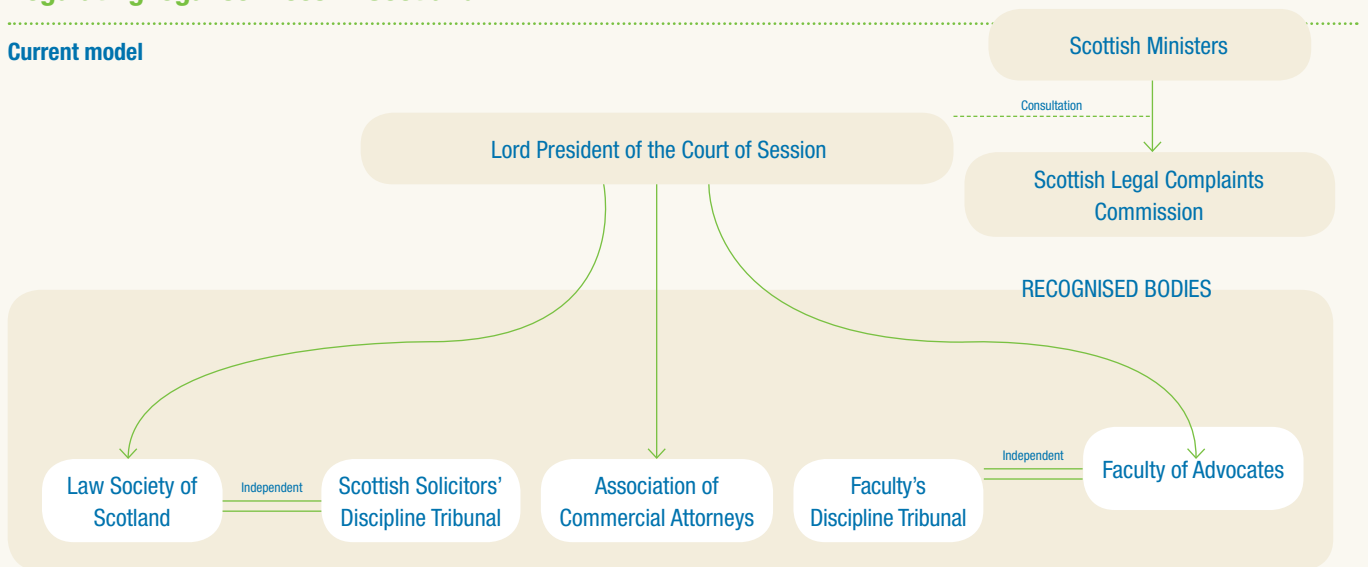 Current model
Scottish Ministers
Consultation
Lord President of the Court of Session
Scottish Legal Complaints
Commission
RECOGNISED BODIES
Law Society of
Scotland
Independent
Scottish Solicitors’
Discipline Tribunal
Association of
Commercial Attorneys
Faculty’s
Discipline Tribunal
Independent
Faculty of Advocates